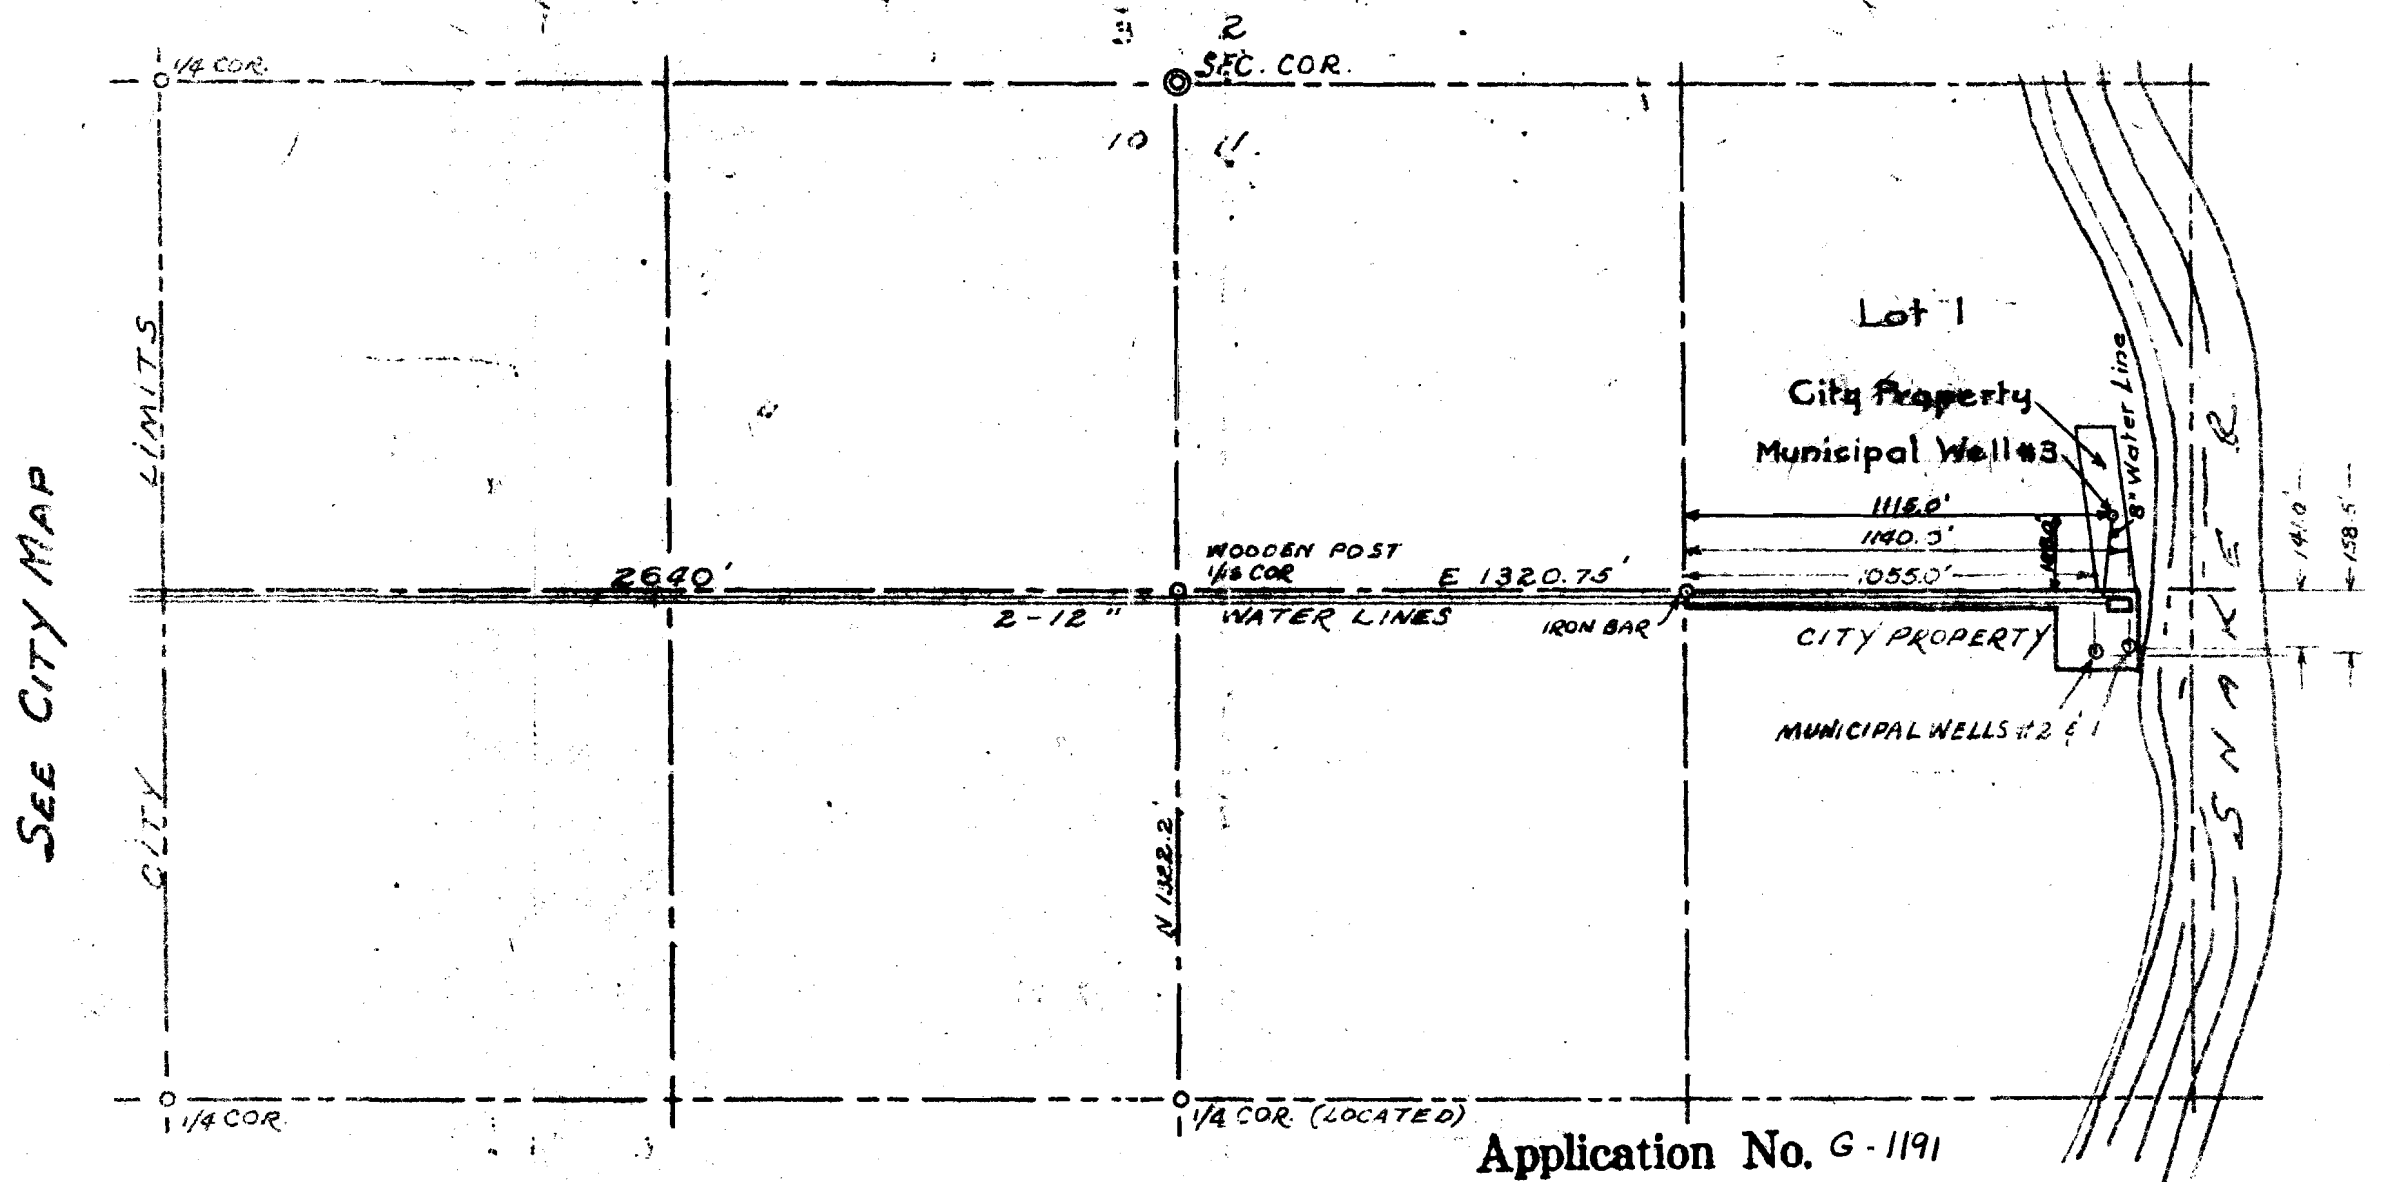 3 2
1/4 COR.
SEC. COR.
10 11
Lot 1
City Property
Municipal Well #3
8" Water Line
1115.0'
1140.5'
1055.0'
141.0'
158.5'
WOODEN POST
1/16 COR
2640'
E 1320.75'
2-12" WATER LINES
IRON BAR
CITY PROPERTY
MUNICIPAL WELLS #2 & 1
SNAKE R
CITY LIMITS
SEE CITY MAP
N 1322.2'
1/4 COR.
1/4 COR. (LOCATED)
Application No. G-1191